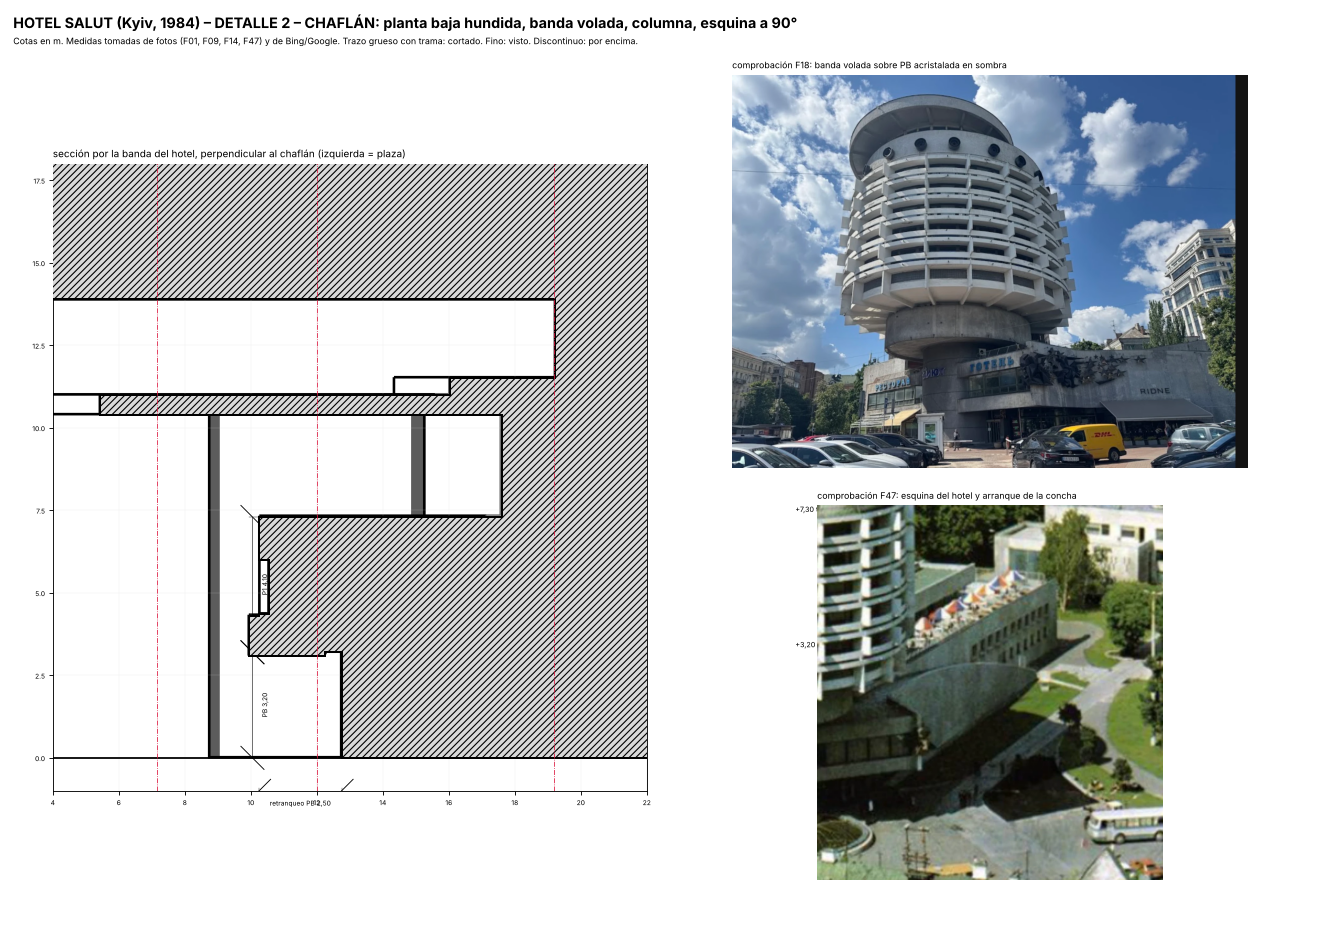 HOTEL SALUT (Kyiv, 1984) – DETALLE 2 – CHAFLÁN: planta baja hundida, banda volada, columna, esquina a 90°
Cotas en m. Medidas tomadas de fotos (F01, F09, F14, F47) y de Bing/Google. Trazo grueso con trama: cortado. Fino: visto. Discontinuo: por encima.
comprobación F18: banda volada sobre PB acristalada en sombra
РЕСТОРАН
ГОТЕЛЬ
RIDNE
DHL
sección por la banda del hotel, perpendicular al chaflán (izquierda = plaza)
17.5
15.0
12.5
10.0
7.5
5.0
2.5
0.0
P1 4,10
PB 3,20
4
6
8
10
12
14
16
18
20
22
retranqueo PB 2,50
comprobación F47: esquina del hotel y arranque de la concha
+7,30
+3,20